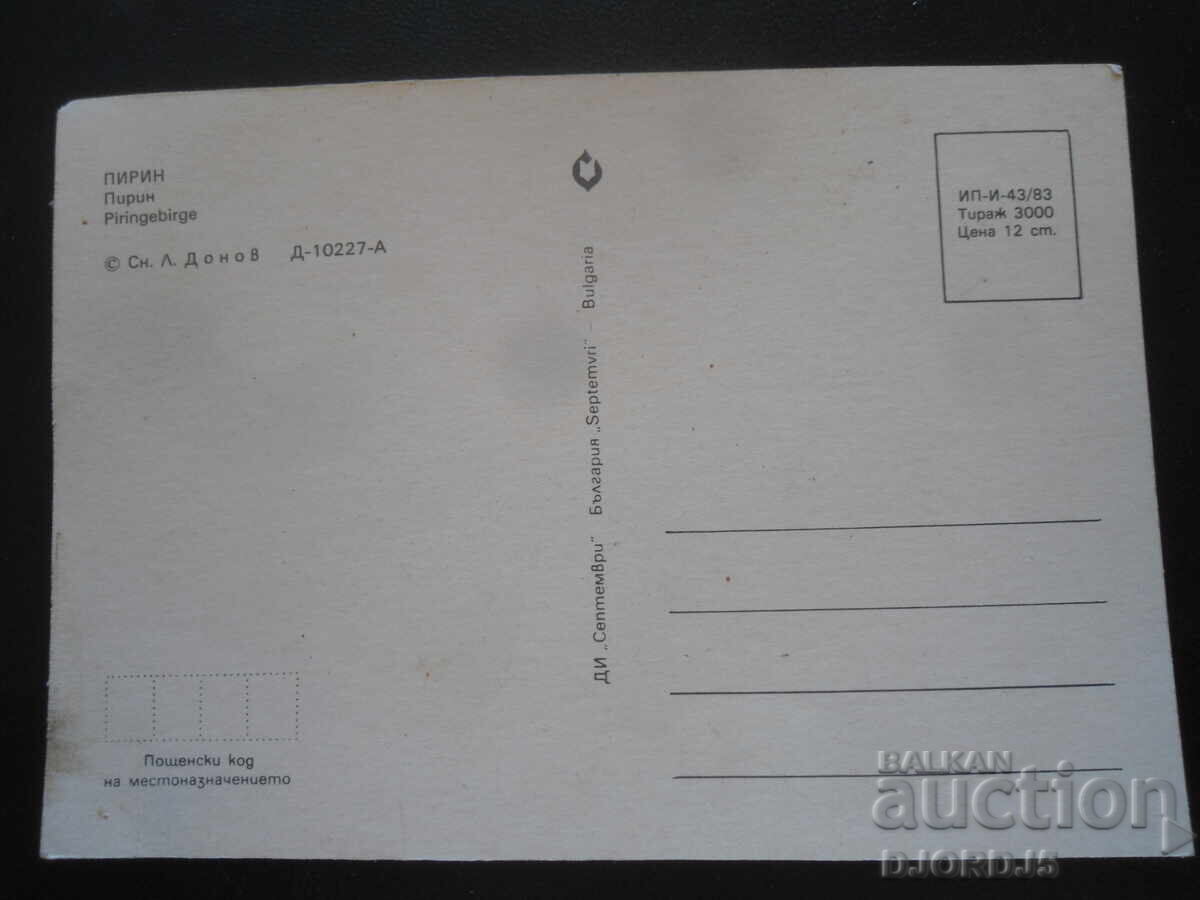 ПИРИН
Пирин
Piringebirge
© Сн. Л. Донов Д-10227-А
ДИ „Септември“ България „Septemvri“ – Bulgaria
ИП-И-43/83
Тираж 3000
Цена 12 ст.
Пощенски код
на местоназначението
BALKAN
auction
DJORDJ5